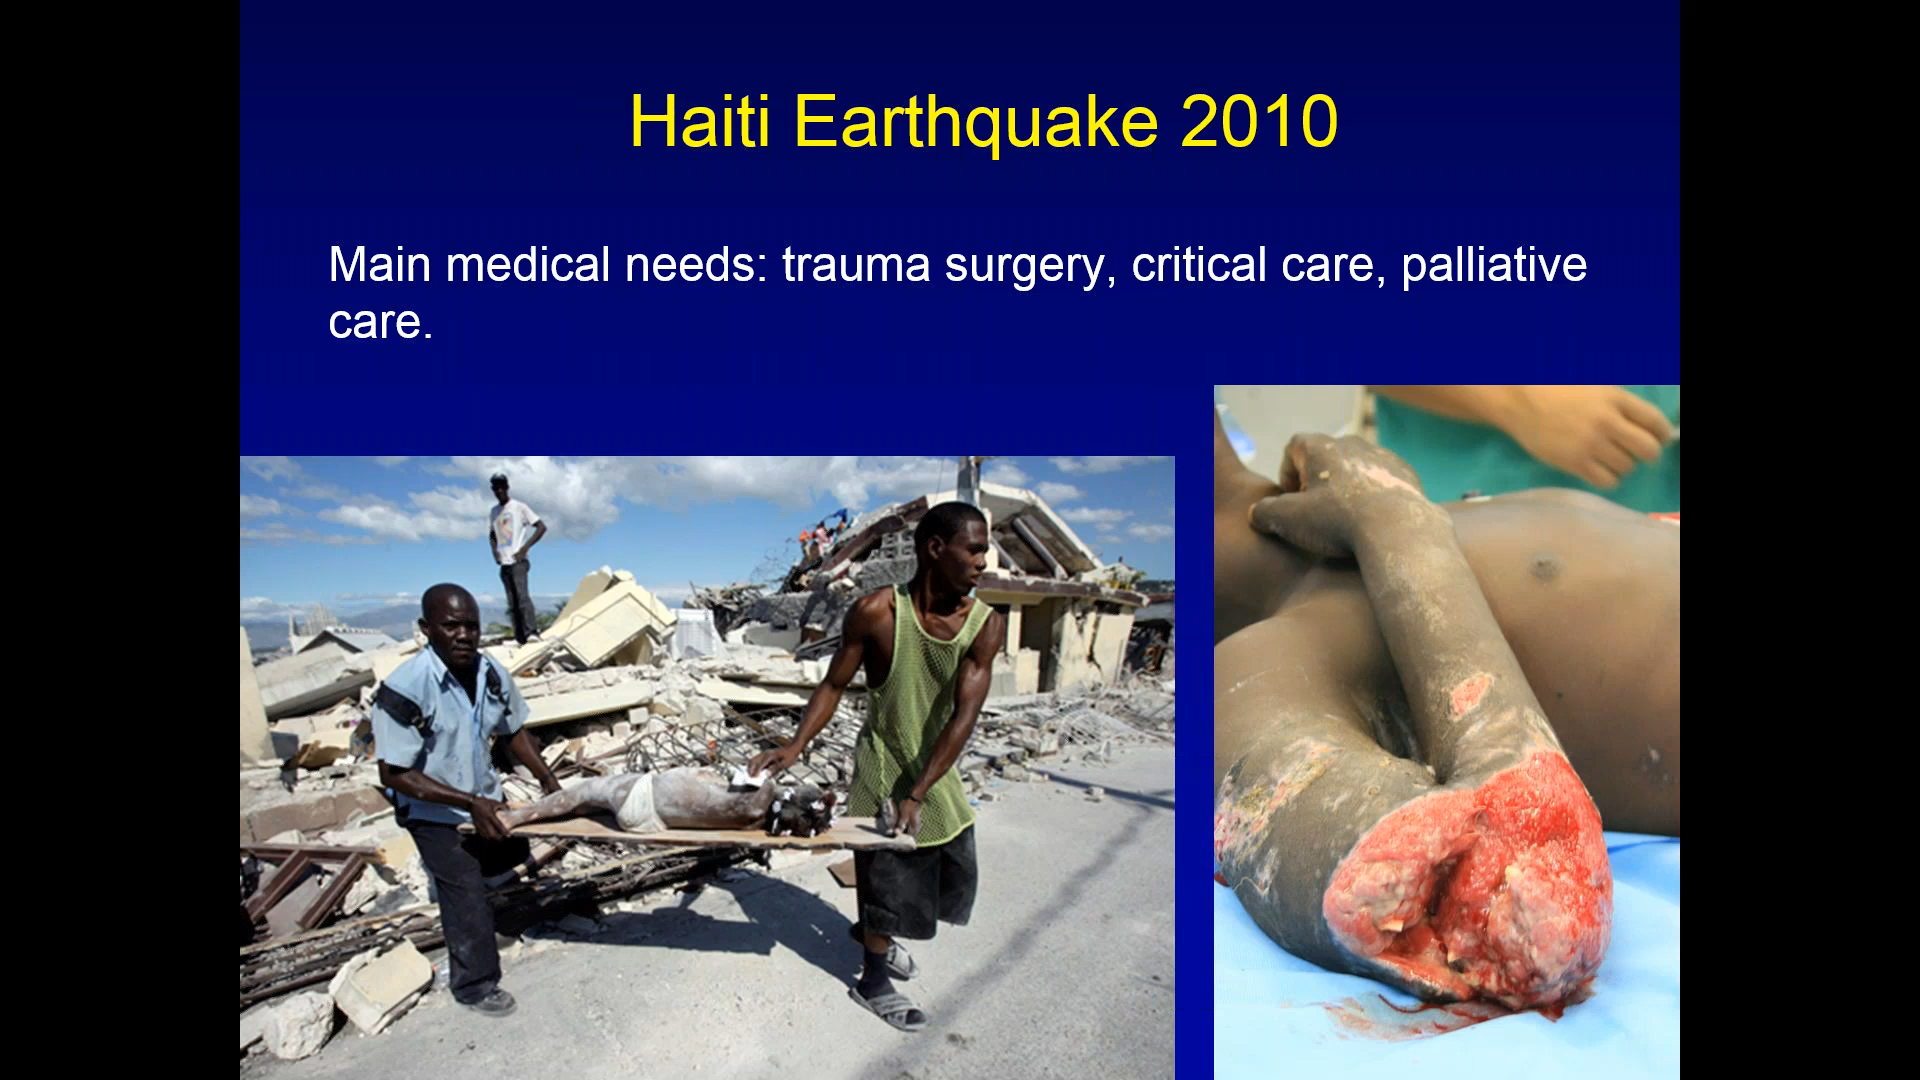 Haiti Earthquake 2010
Main medical needs: trauma surgery, critical care, palliative
care.